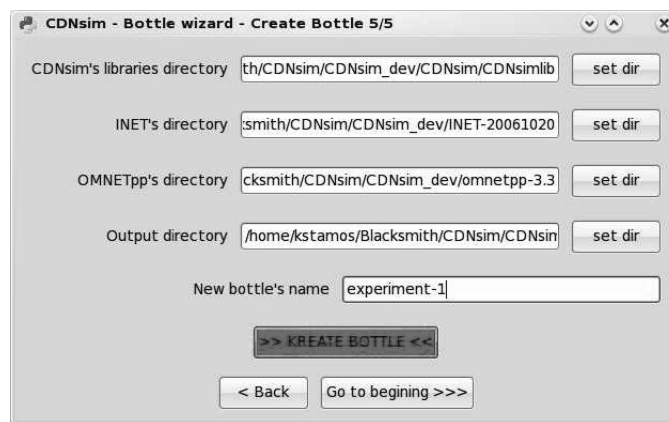 CDNsim - Bottle wizard - Create Bottle 5/5
CDNsim's libraries directory th/CDNsim/CDNsim_dev/CDNsim/CDNsimlib set dir
INET's directory smith/CDNsim/CDNsim_dev/INET-20061020 set dir
OMNETpp's directory cksmith/CDNsim/CDNsim_dev/omnetpp-3.3 set dir
Output directory /home/kstamos/Blacksmith/CDNsim/CDNsim set dir
New bottle's name experiment-1
>> KREATE BOTTLE <<
< Back Go to begining >>>